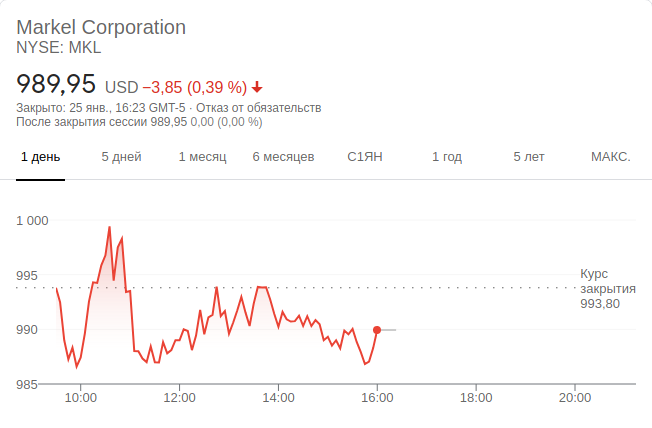 Markel Corporation
NYSE: MKL
989,95 USD −3,85 (0,39 %)
Закрыто: 25 янв., 16:23 GMT-5 · Отказ от обязательств
После закрытия сессии 989,95 0,00 (0,00 %)
1 день 5 дней 1 месяц 6 месяцев С1ЯН 1 год 5 лет МАКС.
1 000
995
990
985
Курс
закрытия
993,80
10:00 12:00 14:00 16:00 18:00 20:00